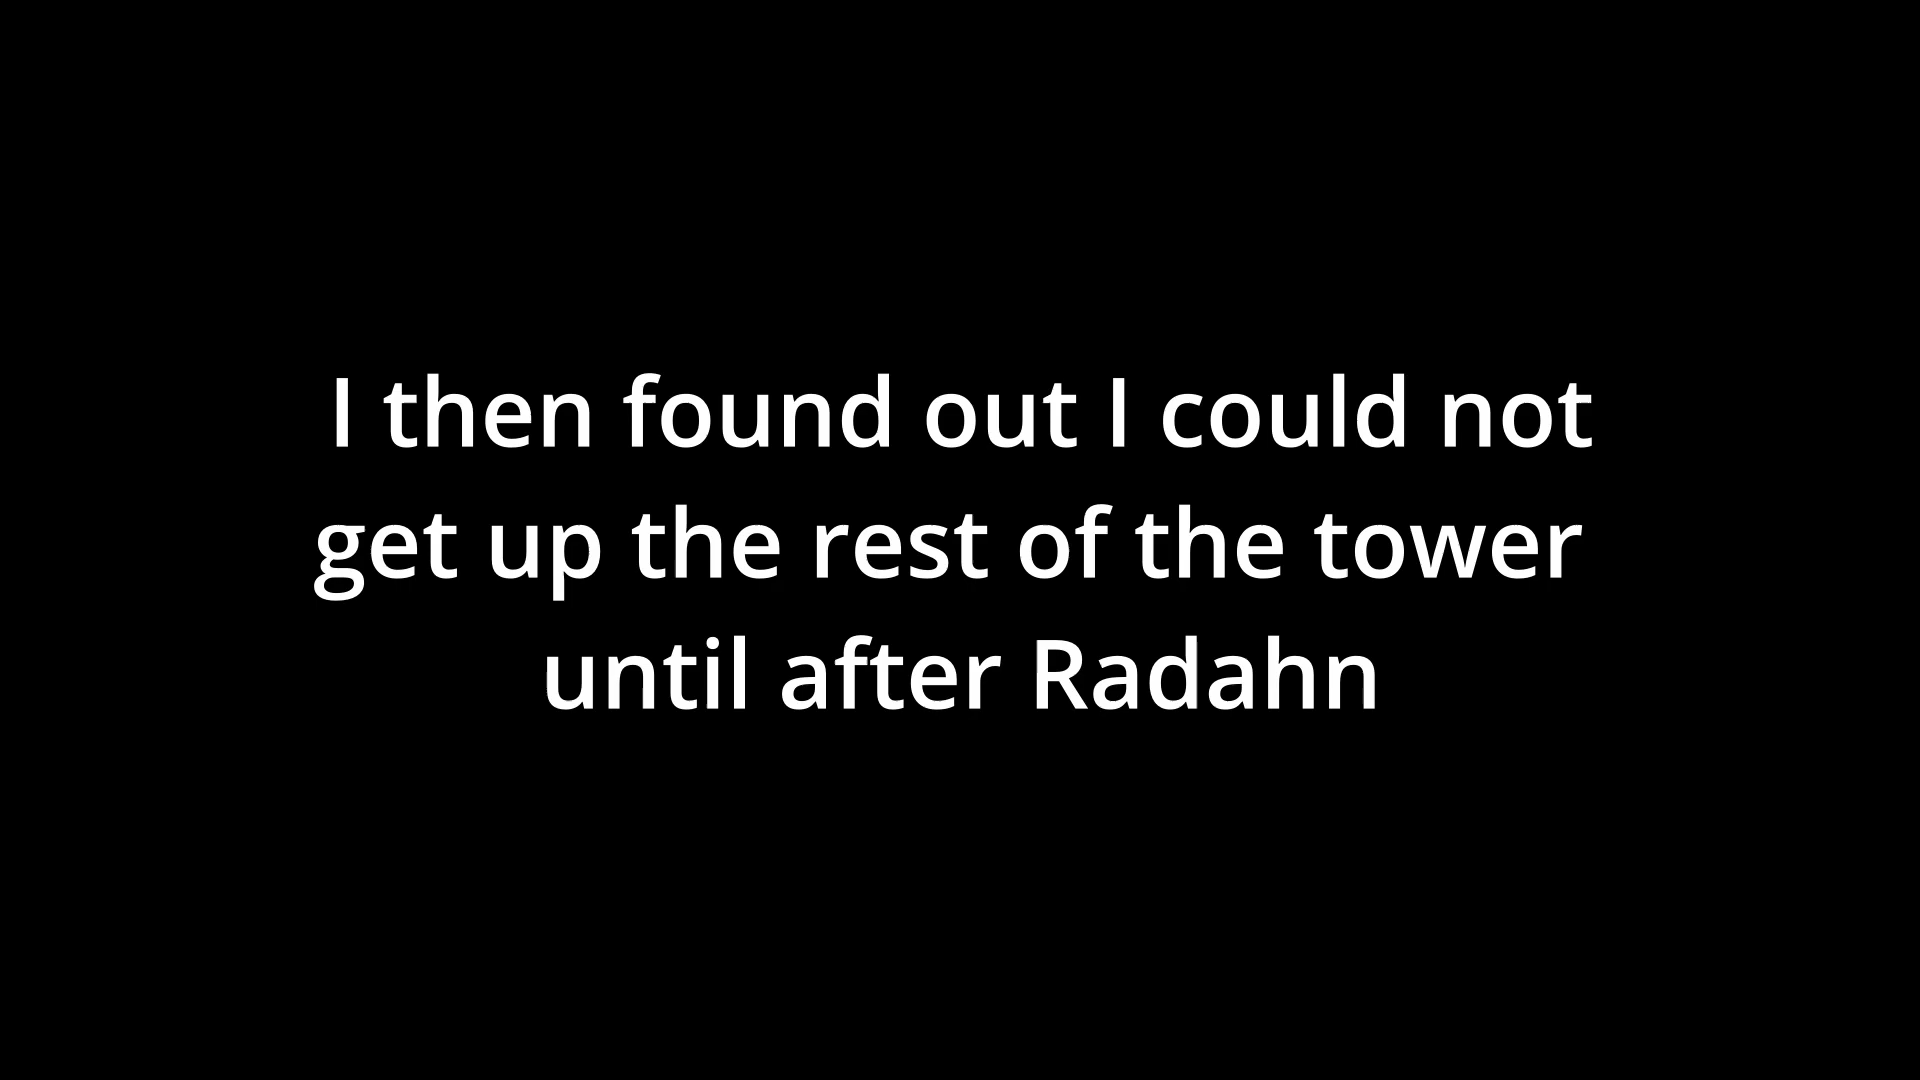 I then found out I could not
get up the rest of the tower
until after Radahn